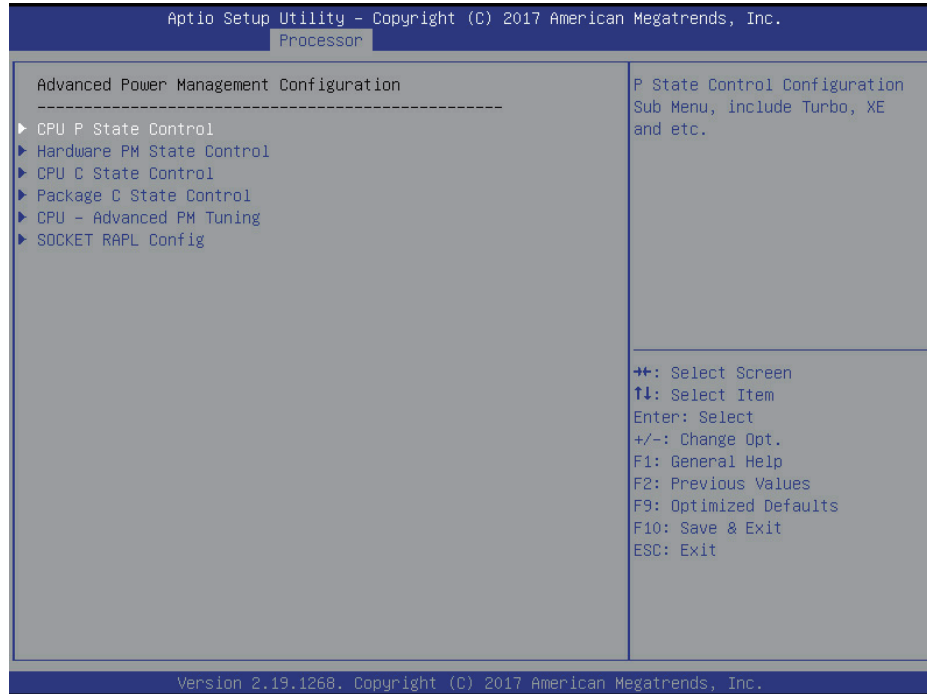 Aptio Setup Utility – Copyright (C) 2017 American Megatrends, Inc.
Processor
Advanced Power Management Configuration
--------------------------------------------------
▶ CPU P State Control
▶ Hardware PM State Control
▶ CPU C State Control
▶ Package C State Control
▶ CPU – Advanced PM Tuning
▶ SOCKET RAPL Config
P State Control Configuration
Sub Menu, include Turbo, XE
and etc.
→←: Select Screen
↑↓: Select Item
Enter: Select
+/-: Change Opt.
F1: General Help
F2: Previous Values
F9: Optimized Defaults
F10: Save & Exit
ESC: Exit
Version 2.19.1268. Copyright (C) 2017 American Megatrends, Inc.